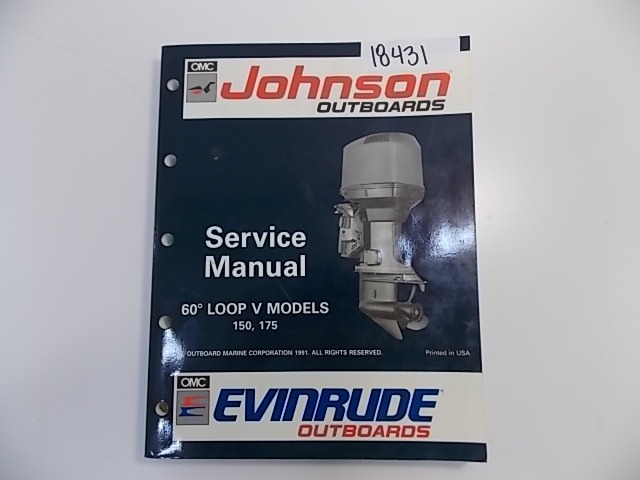 18431
OMC
Johnson
OUTBOARDS
Service
Manual
60° LOOP V MODELS
150, 175
OUTBOARD MARINE CORPORATION 1991. ALL RIGHTS RESERVED.
Printed in USA
OMC
EVINRUDE
OUTBOARDS